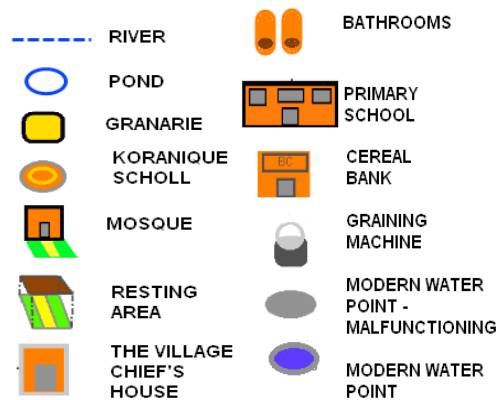 RIVER
POND
GRANARIE
KORANIQUE
SCHOLL
MOSQUE
RESTING
AREA
THE VILLAGE
CHIEF'S
HOUSE
BATHROOMS
PRIMARY
SCHOOL
BC
CEREAL
BANK
GRAINING
MACHINE
MODERN WATER
POINT -
MALFUNCTIONING
MODERN WATER
POINT